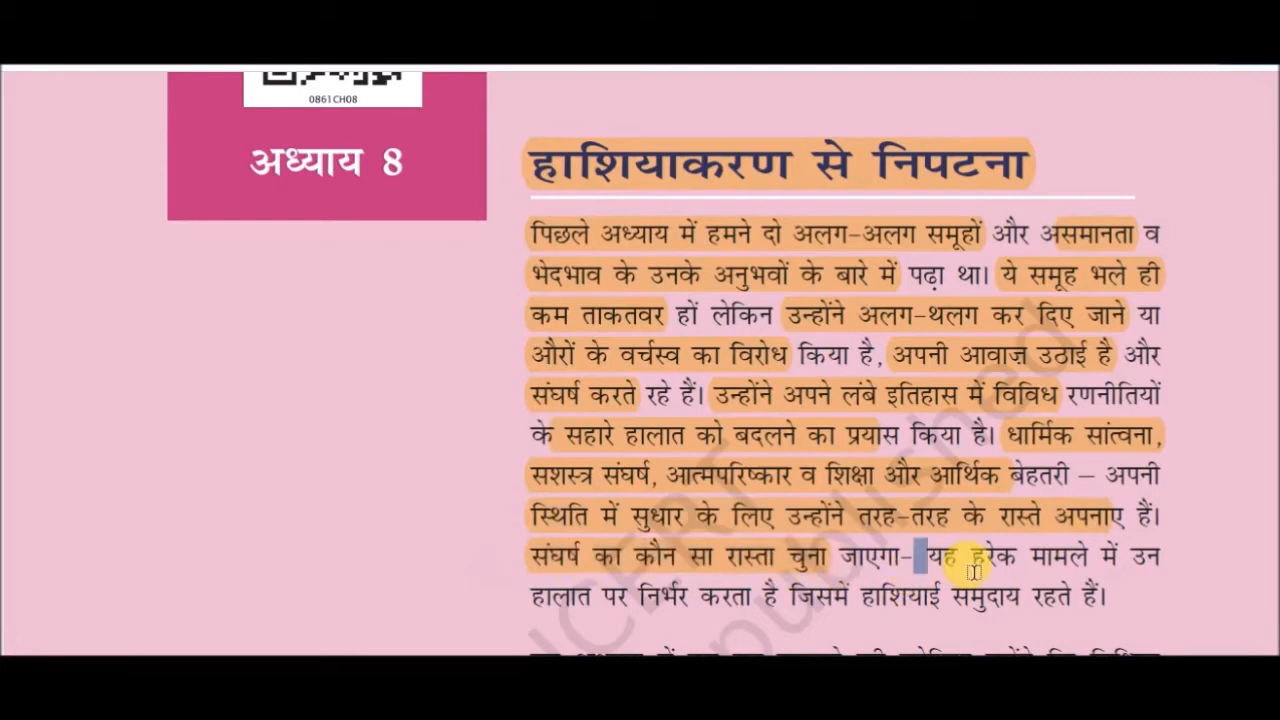 0861CH08
अध्याय 8
हाशियाकरण से निपटना
पिछले अध्याय में हमने दो अलग-अलग समूहों और असमानता व
भेदभाव के उनके अनुभवों के बारे में पढ़ा था। ये समूह भले ही
कम ताकतवर हों लेकिन उन्होंने अलग-थलग कर दिए जाने या
औरों के वर्चस्व का विरोध किया है, अपनी आवाज़ उठाई है और
संघर्ष करते रहे हैं। उन्होंने अपने लंबे इतिहास में विविध रणनीतियों
के सहारे हालात को बदलने का प्रयास किया है। धार्मिक सांत्वना,
सशस्त्र संघर्ष, आत्मपरिष्कार व शिक्षा और आर्थिक बेहतरी – अपनी
स्थिति में सुधार के लिए उन्होंने तरह-तरह के रास्ते अपनाए हैं।
संघर्ष का कौन सा रास्ता चुना जाएगा- यह हरेक मामले में उन
हालात पर निर्भर करता है जिसमें हाशियाई समुदाय रहते हैं।
NCERT
published